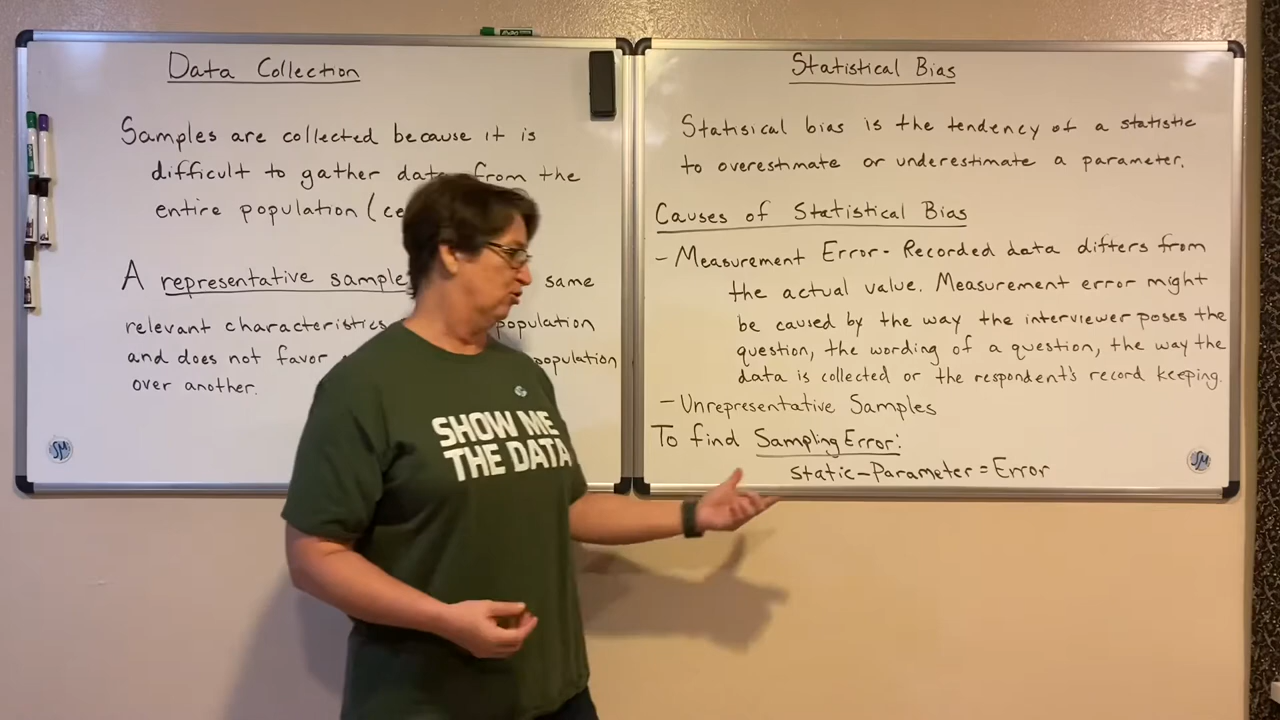 Data Collection
Samples are collected because it is
difficult to gather data from the
entire population (ce
A representative sample same
relevant characteristics population
and does not favor population
over another.
SM
Statistical Bias
Statisical bias is the tendency of a statistic
to overestimate or underestimate a parameter.
Causes of Statistical Bias
- Measurement Error - Recorded data differs from
the actual value. Measurement error might
be caused by the way the interviewer poses the
question, the wording of a question, the way the
data is collected or the respondent's record keeping.
- Unrepresentative Samples
To find Sampling Error:
static - Parameter = Error
SM
SHOW ME
THE DATA